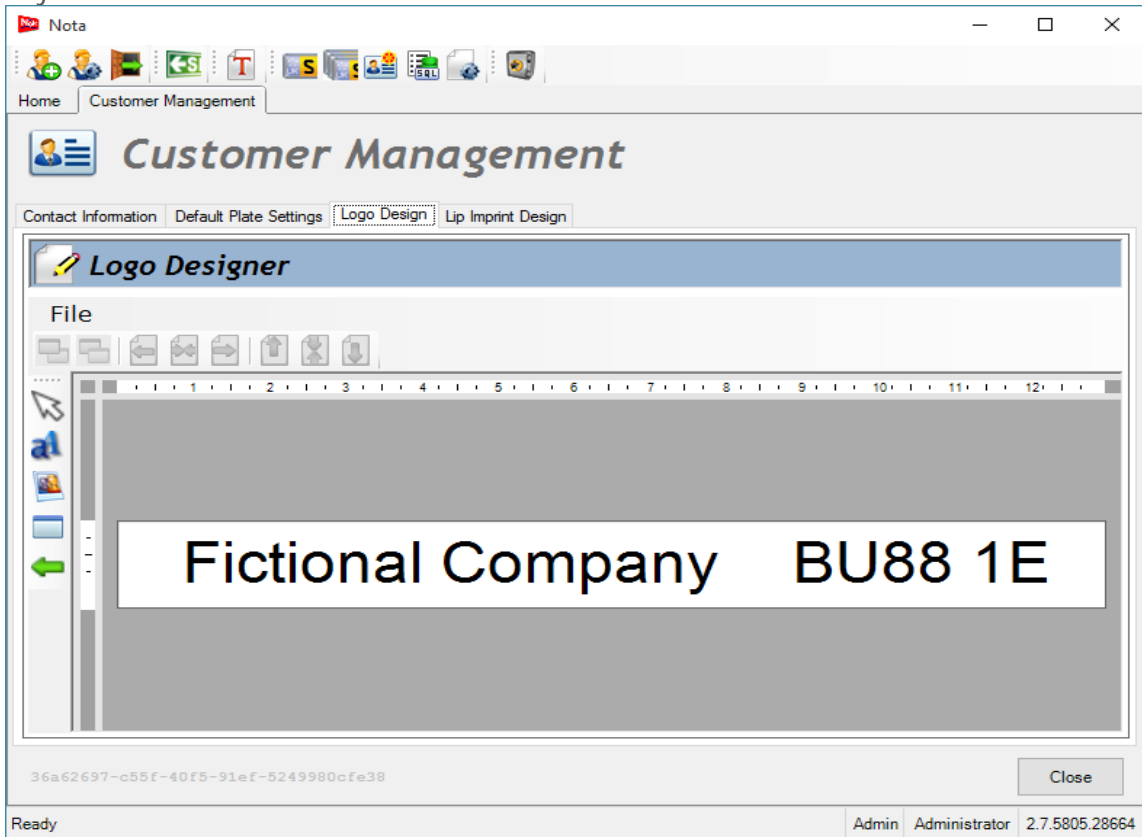 Nota
Home Customer Management
Customer Management
Contact Information Default Plate Settings Logo Design Lip Imprint Design
Logo Designer
File
1 2 3 4 5 6 7 8 9 10 11 12
Fictional Company BU88 1E
36a62697-c55f-40f5-91ef-5249980cfe38
Close
Ready Admin Administrator 2.7.5805.28664